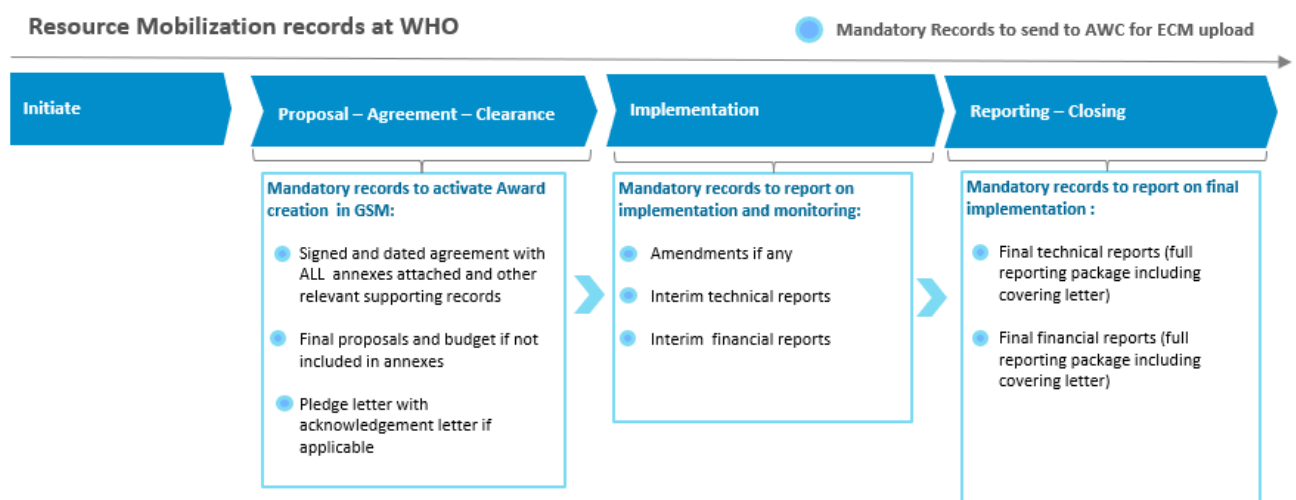 Resource Mobilization records at WHO
Mandatory Records to send to AWC for ECM upload
Initiate
Proposal – Agreement – Clearance
Implementation
Reporting – Closing
Mandatory records to activate Award
creation in GSM:
Signed and dated agreement with
ALL annexes attached and other
relevant supporting records
Final proposals and budget if not
included in annexes
Pledge letter with
acknowledgement letter if
applicable
Mandatory records to report on
implementation and monitoring:
Amendments if any
Interim technical reports
Interim financial reports
Mandatory records to report on final
implementation :
Final technical reports (full
reporting package including
covering letter)
Final financial reports (full
reporting package including
covering letter)